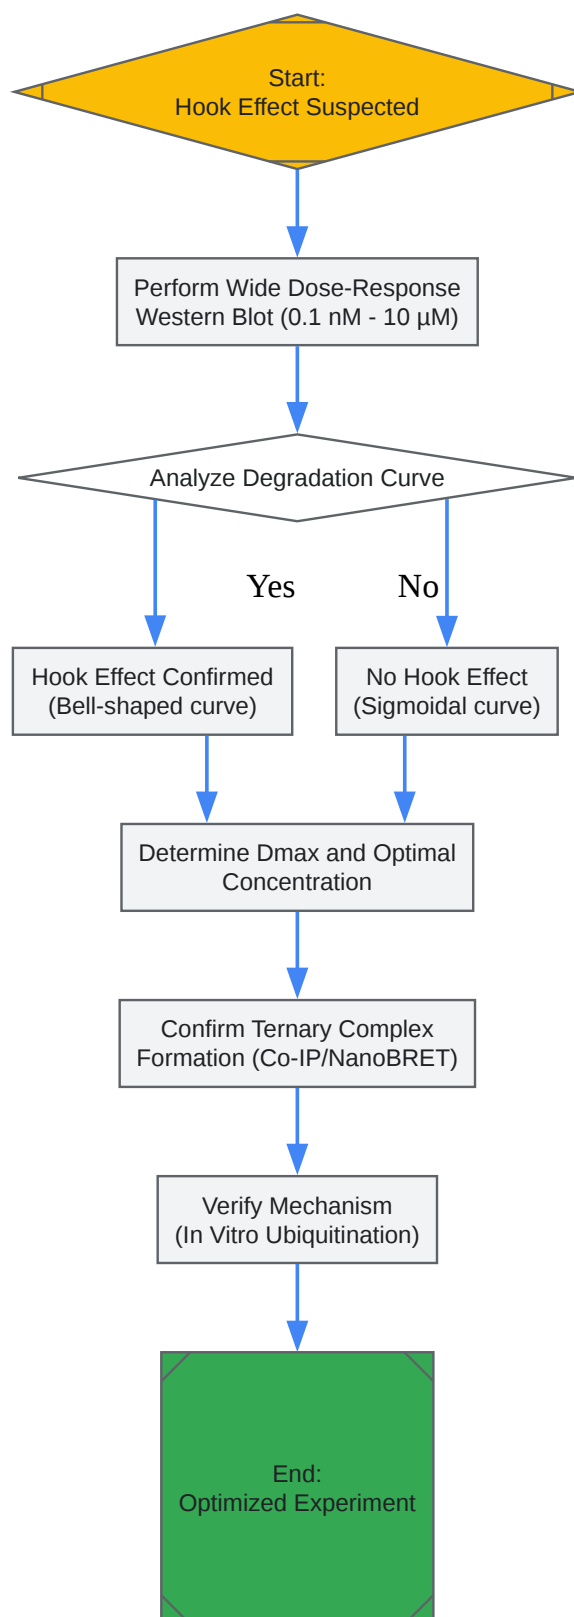 Start:
Hook Effect Suspected
Perform Wide Dose-Response
Western Blot (0.1 nM - 10 µM)
Analyze Degradation Curve
Yes
No
Hook Effect Confirmed
(Bell-shaped curve)
No Hook Effect
(Sigmoidal curve)
Determine Dmax and Optimal
Concentration
Confirm Ternary Complex
Formation (Co-IP/NanoBRET)
Verify Mechanism
(In Vitro Ubiquitination)
End:
Optimized Experiment